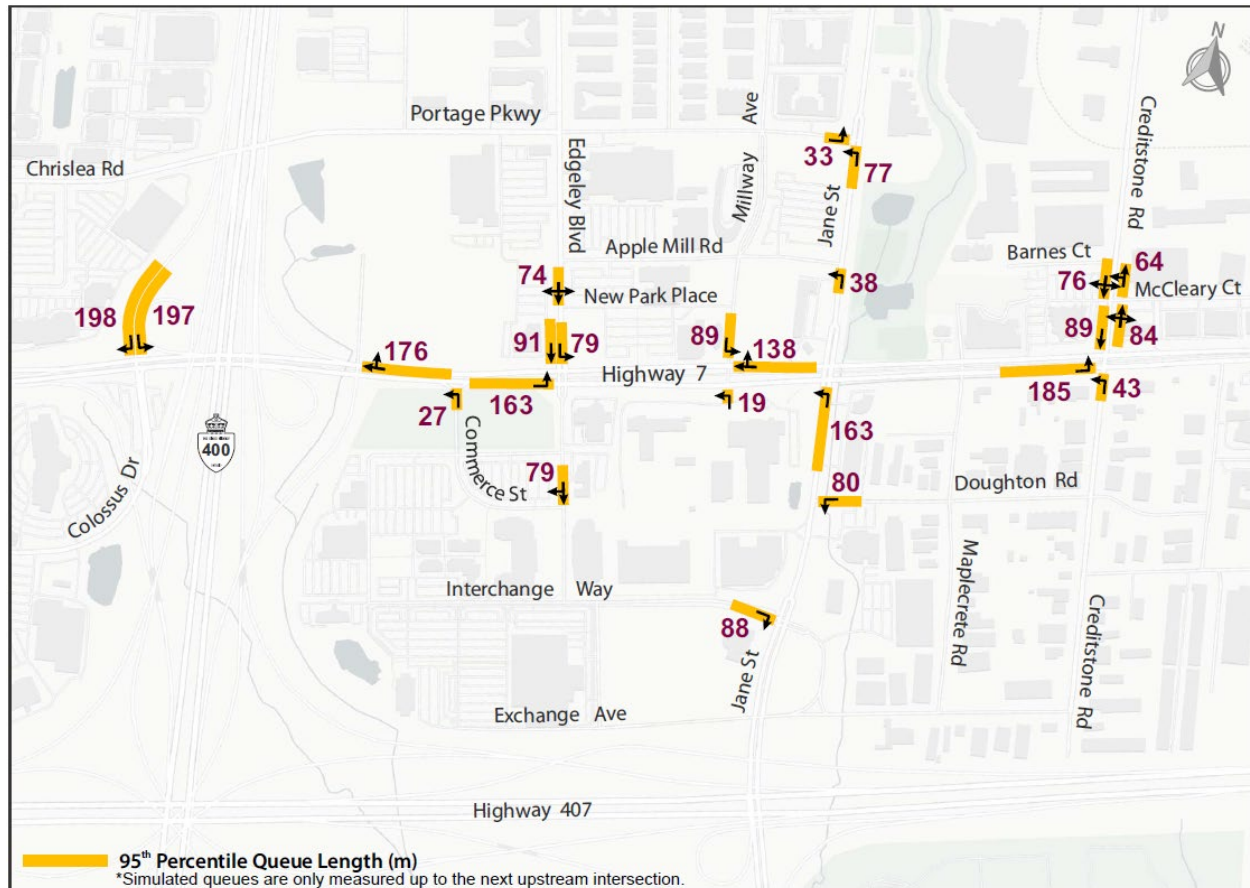 N
Portage Pkwy
Millway Ave
Creditstone Rd
Edgeley Blvd
33
77
Chrislea Rd
Jane St
Apple Mill Rd
Barnes Ct
64
74
38
76
McCleary Ct
New Park Place
198
197
91
79
89
138
89
84
176
Highway 7
163
185
43
27
19
163
400
Commerce St
79
80
Doughton Rd
Colossus Dr
Maplecrete Rd
Interchange Way
Creditstone Rd
88
Jane St
Exchange Ave
Highway 407
95th Percentile Queue Length (m)
*Simulated queues are only measured up to the next upstream intersection.